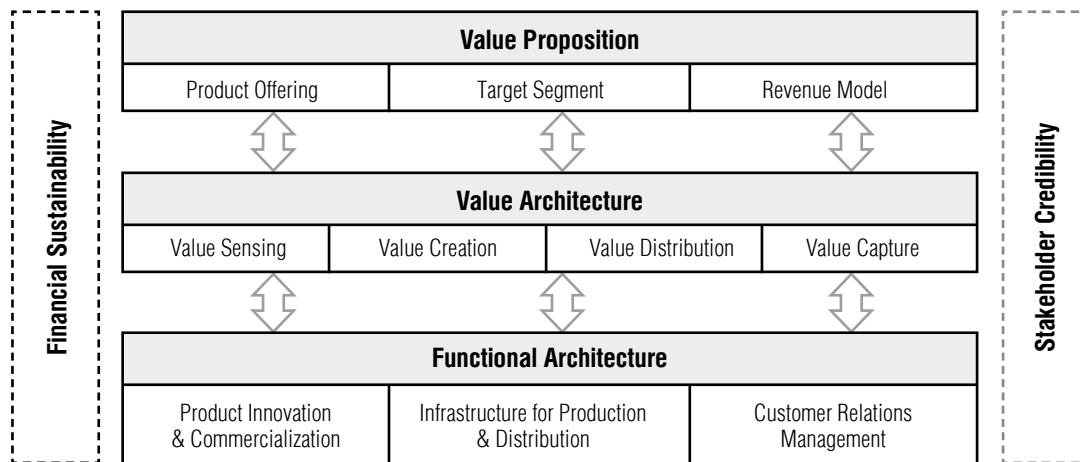 Financial Sustainability
Value Proposition
Product Offering
Target Segment
Revenue Model
Value Architecture
Value Sensing
Value Creation
Value Distribution
Value Capture
Functional Architecture
Product Innovation
& Commercialization
Infrastructure for Production
& Distribution
Customer Relations
Management
Stakeholder Credibility